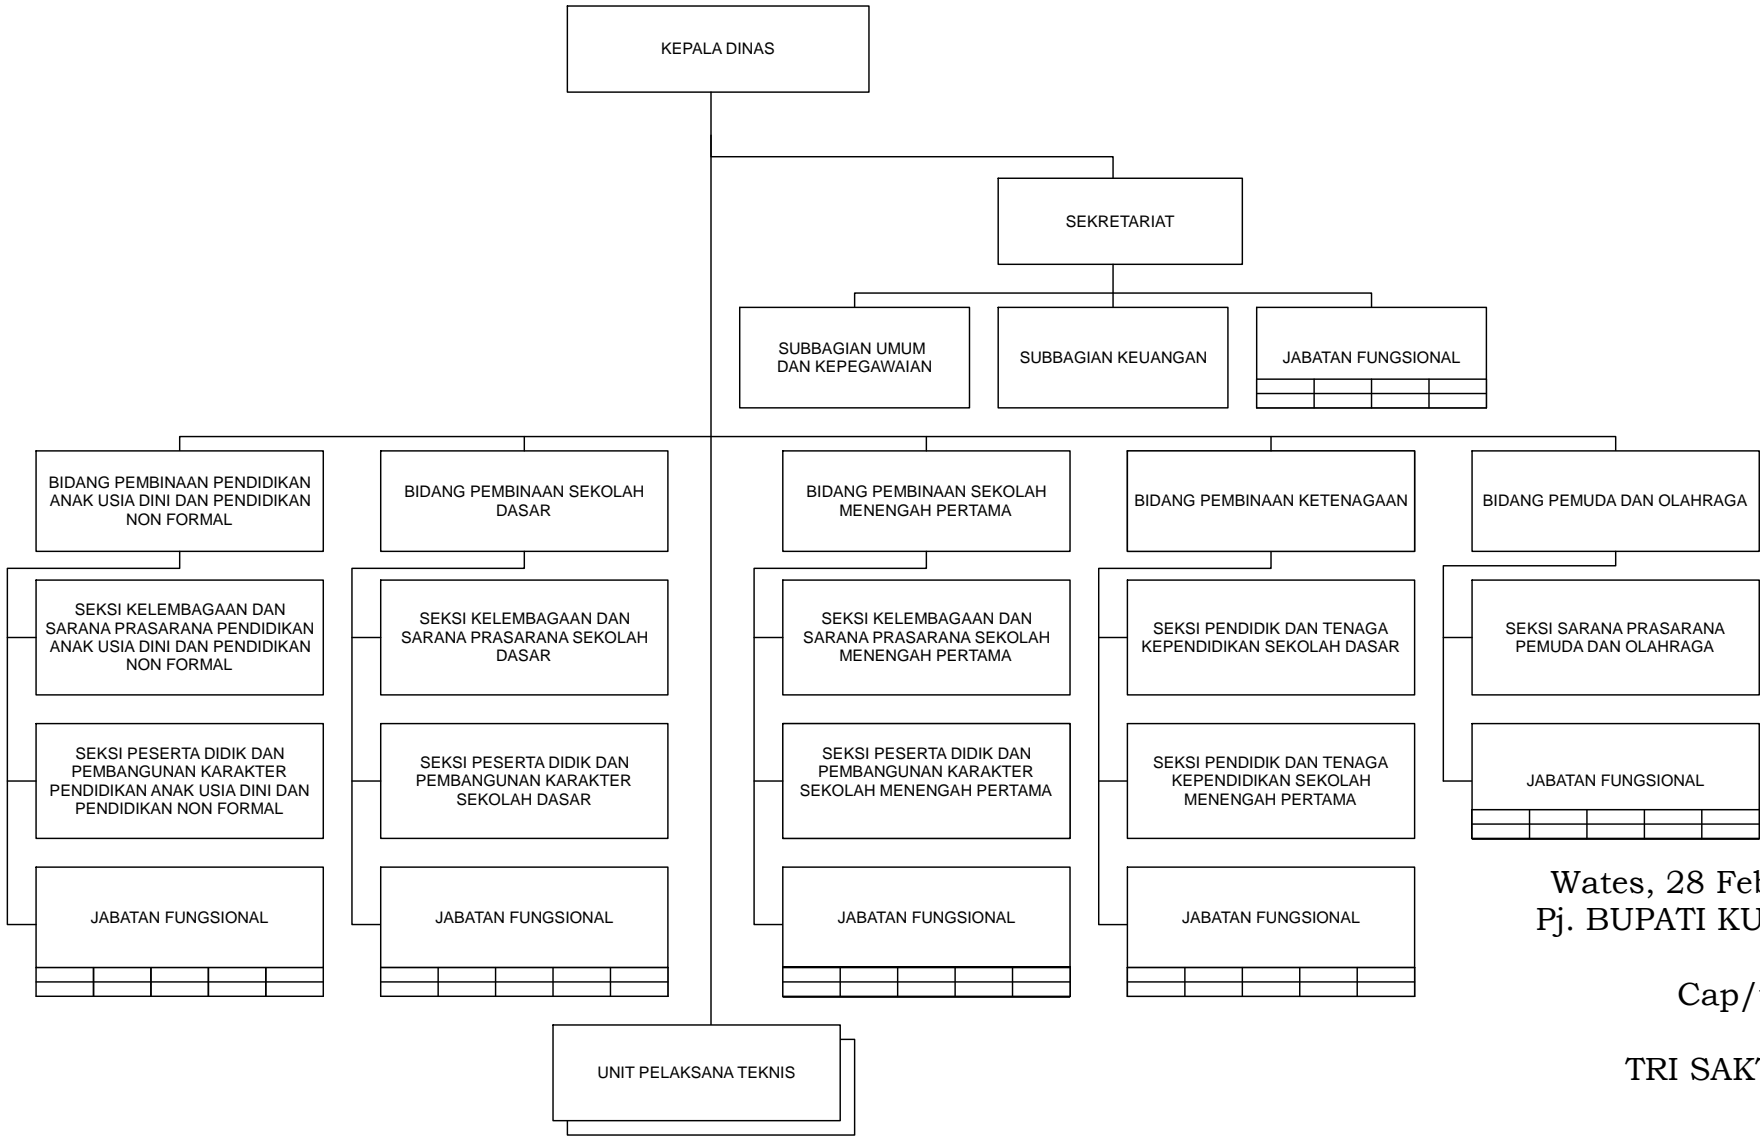 KEPALA DINAS
SEKRETARIAT
SUBBAGIAN UMUM
DAN KEPEGAWAIAN
SUBBAGIAN KEUANGAN
JABATAN FUNGSIONAL
BIDANG PEMBINAAN PENDIDIKAN
ANAK USIA DINI DAN PENDIDIKAN
NON FORMAL
BIDANG PEMBINAAN SEKOLAH
DASAR
BIDANG PEMBINAAN SEKOLAH
MENENGAH PERTAMA
BIDANG PEMBINAAN KETENAGAAN
BIDANG PEMUDA DAN OLAHRAGA
SEKSI KELEMBAGAAN DAN
SARANA PRASARANA PENDIDIKAN
ANAK USIA DINI DAN PENDIDIKAN
NON FORMAL
SEKSI KELEMBAGAAN DAN
SARANA PRASARANA SEKOLAH
DASAR
SEKSI KELEMBAGAAN DAN
SARANA PRASARANA SEKOLAH
MENENGAH PERTAMA
SEKSI PENDIDIK DAN TENAGA
KEPENDIDIKAN SEKOLAH DASAR
SEKSI SARANA PRASARANA
PEMUDA DAN OLAHRAGA
SEKSI PESERTA DIDIK DAN
PEMBANGUNAN KARAKTER
PENDIDIKAN ANAK USIA DINI DAN
PENDIDIKAN NON FORMAL
SEKSI PESERTA DIDIK DAN
PEMBANGUNAN KARAKTER
SEKOLAH DASAR
SEKSI PESERTA DIDIK DAN
PEMBANGUNAN KARAKTER
SEKOLAH MENENGAH PERTAMA
SEKSI PENDIDIK DAN TENAGA
KEPENDIDIKAN SEKOLAH
MENENGAH PERTAMA
JABATAN FUNGSIONAL
JABATAN FUNGSIONAL
JABATAN FUNGSIONAL
JABATAN FUNGSIONAL
JABATAN FUNGSIONAL
Wates, 28
Pj. BUPATI
Cap/
TRI
UNIT PELAKSANA TEKNIS